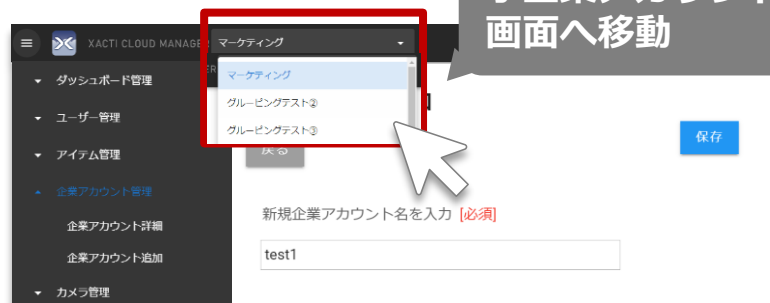 画面へ移動
XACTI CLOUD MANAGER
マーケティング
マーケティング
グルーピングテスト②
グルーピングテスト③
ダッシュボード管理
ユーザー管理
アイテム管理
企業アカウント管理
企業アカウント詳細
企業アカウント追加
カメラ管理
戻る
保存
新規企業アカウント名を入力 [必須]
test1